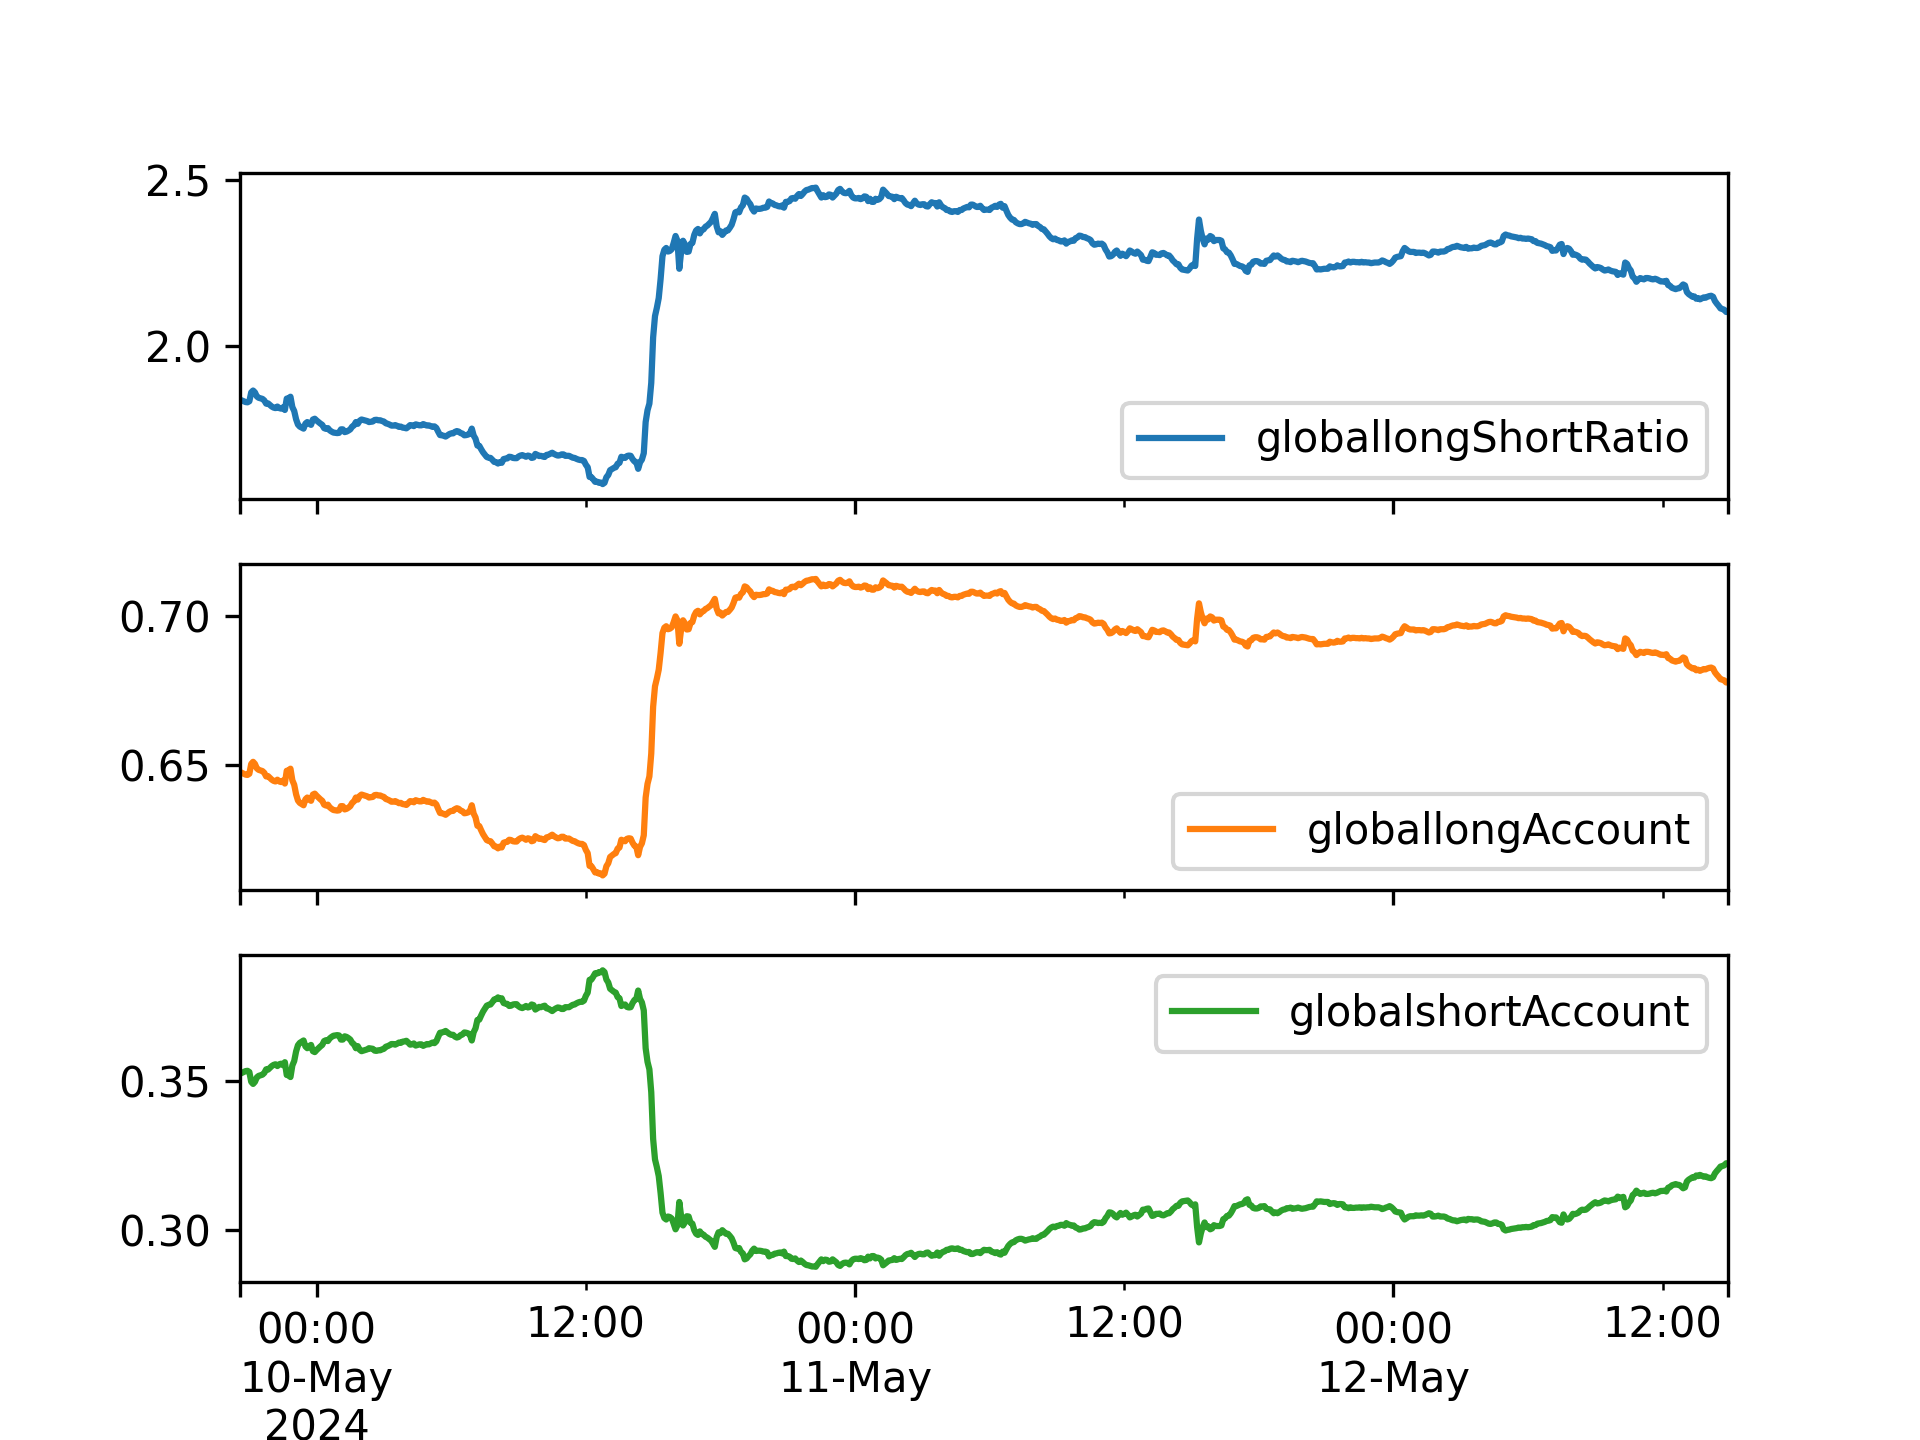 2.5
2.0
globallongShortRatio
0.70
0.65
globallongAccount
0.35
0.30
globalshortAccount
00:00 12:00 00:00 12:00 00:00 12:00
10-May 11-May 12-May
2024